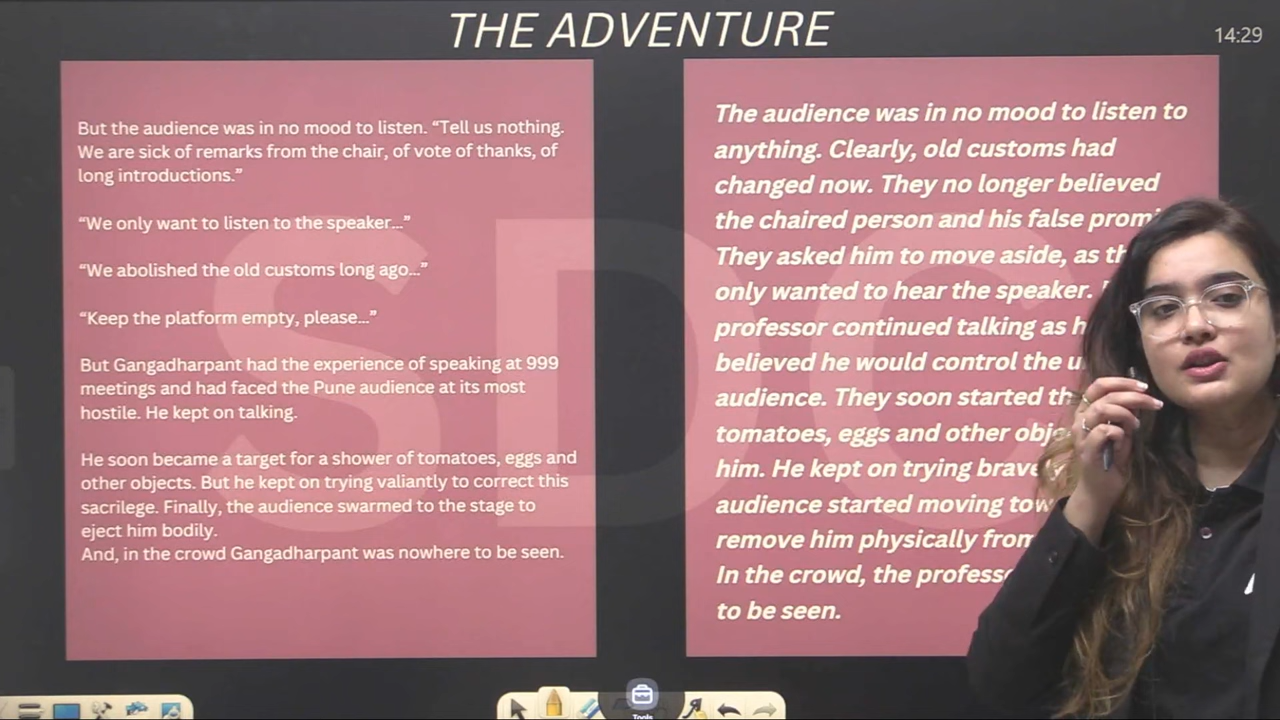 THE ADVENTURE
14:29
But the audience was in no mood to listen. “Tell us nothing.
We are sick of remarks from the chair, of vote of thanks, of
long introductions.”
“We only want to listen to the speaker...”
“We abolished the old customs long ago...”
“Keep the platform empty, please...”
But Gangadharpant had the experience of speaking at 999
meetings and had faced the Pune audience at its most
hostile. He kept on talking.
He soon became a target for a shower of tomatoes, eggs and
other objects. But he kept on trying valiantly to correct this
sacrilege. Finally, the audience swarmed to the stage to
eject him bodily.
And, in the crowd Gangadharpant was nowhere to be seen.
The audience was in no mood to listen to
anything. Clearly, old customs had
changed now. They no longer believed
the chaired person and his false
They asked him to move aside, as
only wanted to hear the speaker.
professor continued talking as
believed he would control the
audience. They soon started
tomatoes, eggs and other
him. He kept on trying bravely
audience started moving
remove him physically from
In the crowd, the
to be seen.
SDC
Tools